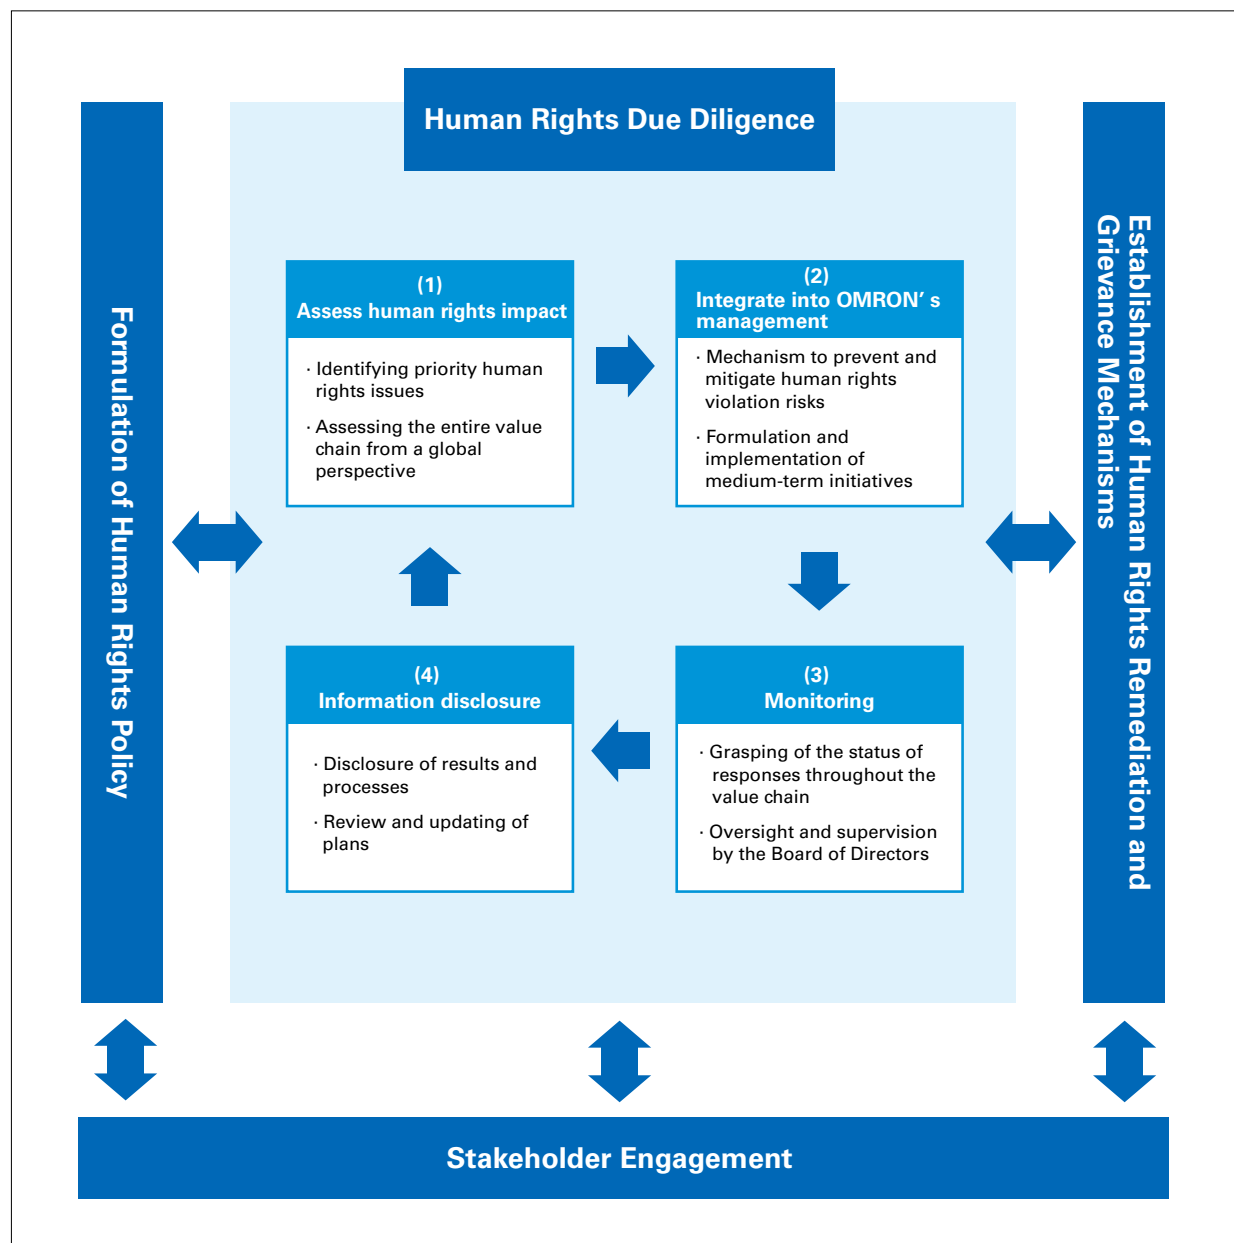 Human Rights Due Diligence
Formulation of Human Rights Policy
(1)
Assess human rights impact
· Identifying priority human
rights issues
· Assessing the entire value
chain from a global
perspective
(2)
Integrate into OMRON’ s
management
· Mechanism to prevent and
mitigate human rights
violation risks
· Formulation and
implementation of
medium-term initiatives
(3)
Monitoring
· Grasping of the status of
responses throughout the
value chain
· Oversight and supervision
by the Board of Directors
(4)
Information disclosure
· Disclosure of results and
processes
· Review and updating of
plans
Establishment of Human Rights Remediation and
Grievance Mechanisms
Stakeholder Engagement